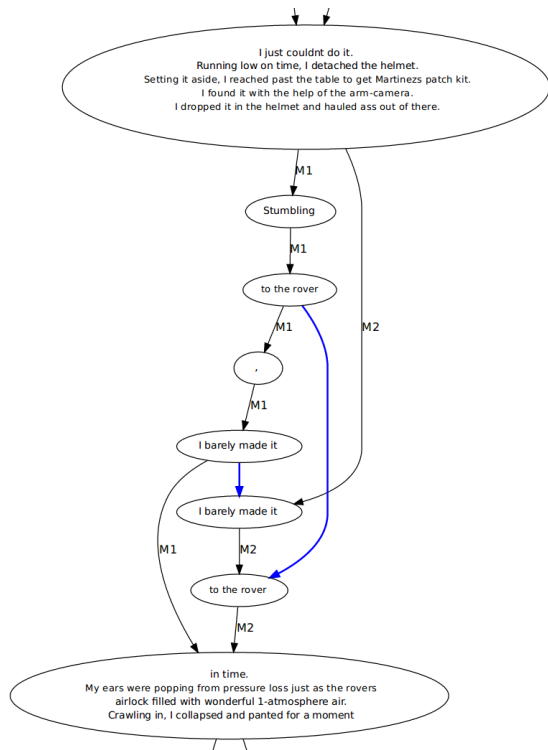 I just couldnt do it.
Running low on time, I detached the helmet.
Setting it aside, I reached past the table to get Martinezs patch kit.
I found it with the help of the arm-camera.
I dropped it in the helmet and hauled ass out of there.
M1
Stumbling
M1
to the rover
M1
M2
,
M1
I barely made it
I barely made it
M1
M2
to the rover
M2
in time.
My ears were popping from pressure loss just as the rovers
airlock filled with wonderful 1-atmosphere air.
Crawling in, I collapsed and panted for a moment